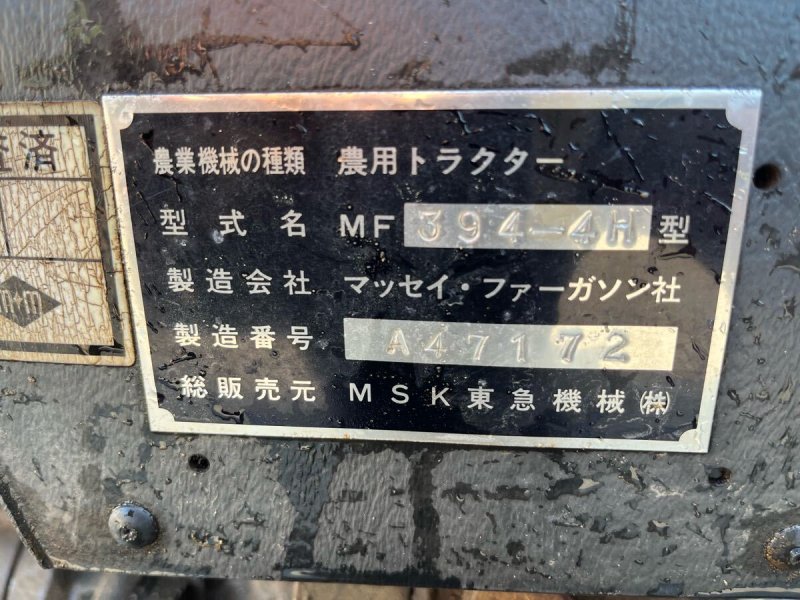 査済
農業機械の種類 農用トラクター
型式名 MF 394-4H 型
製造会社 マッセイ・ファーガソン社
製造番号 A47172
総販売元 MSK東急機械㈱